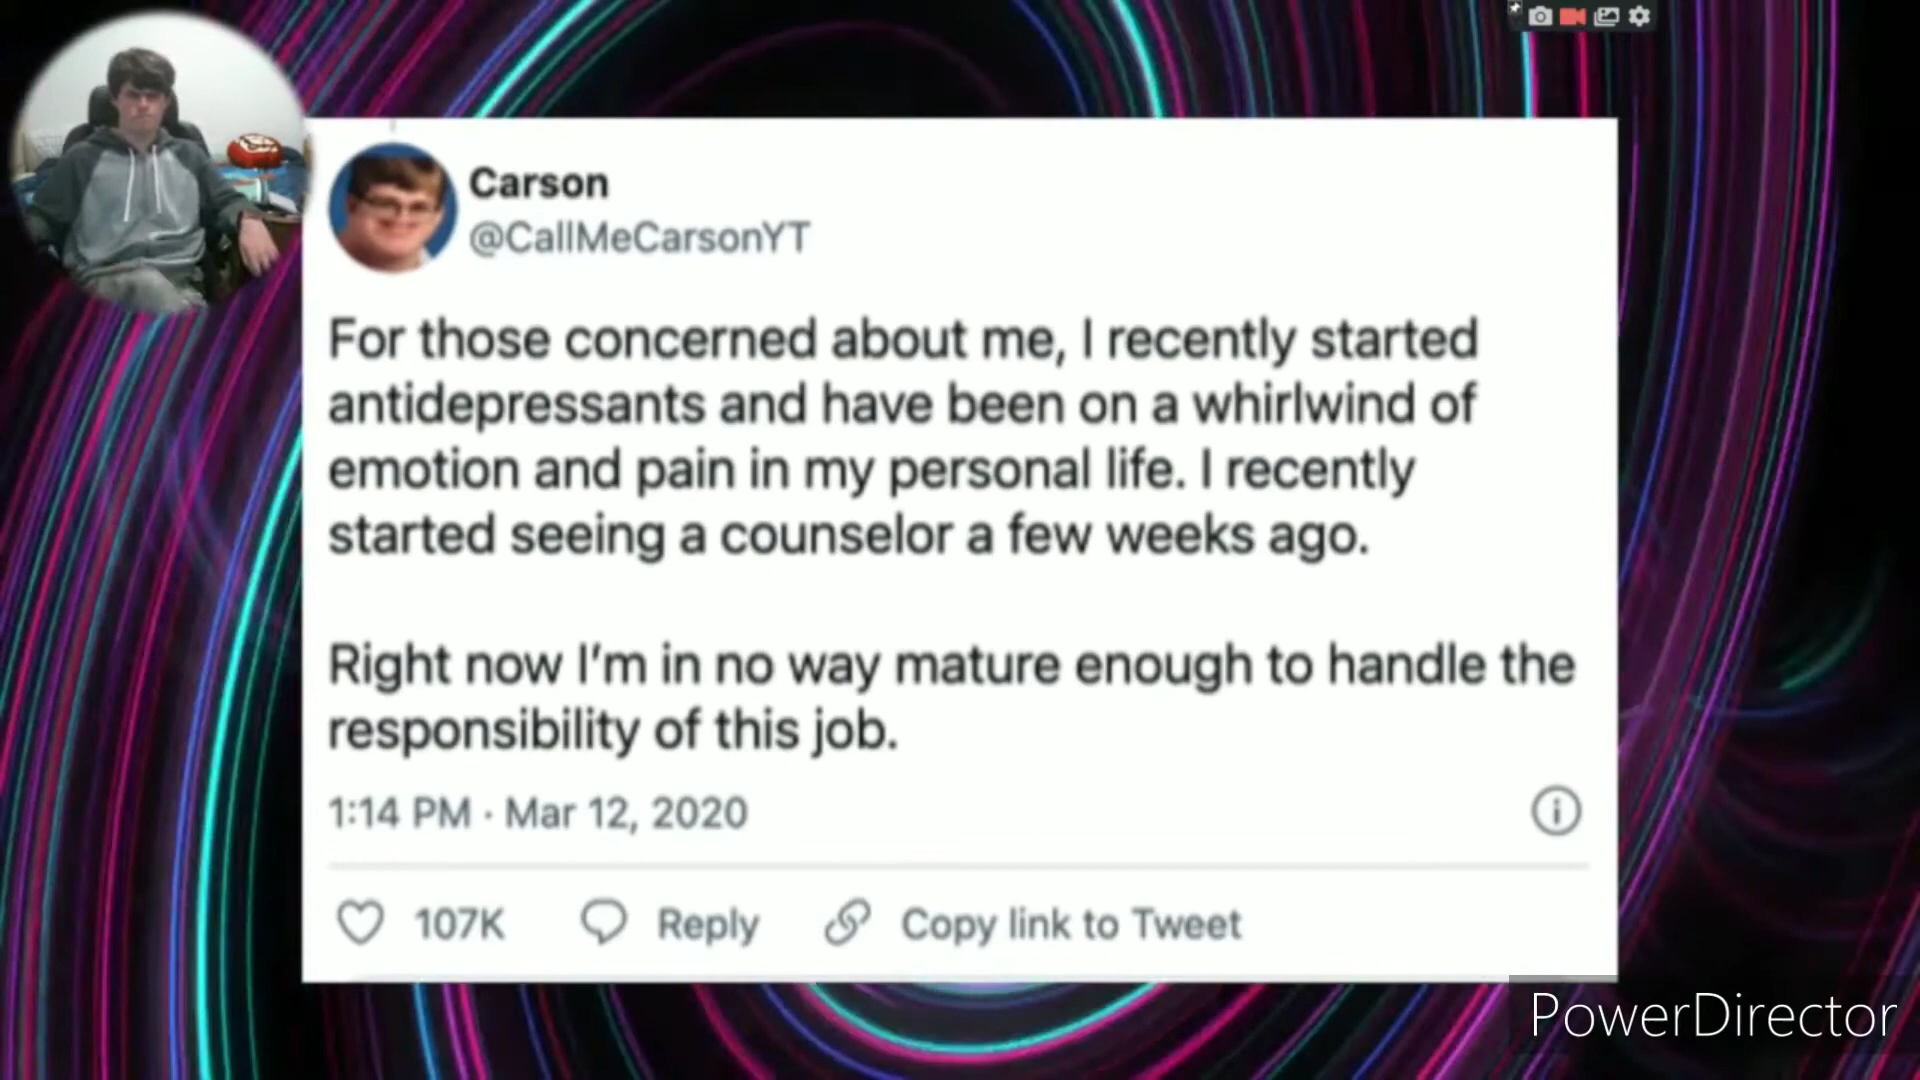 Carson
@CallMeCarsonYT
For those concerned about me, I recently started
antidepressants and have been on a whirlwind of
emotion and pain in my personal life. I recently
started seeing a counselor a few weeks ago.
Right now I'm in no way mature enough to handle the
responsibility of this job.
1:14 PM · Mar 12, 2020
107K Reply Copy link to Tweet
PowerDirector